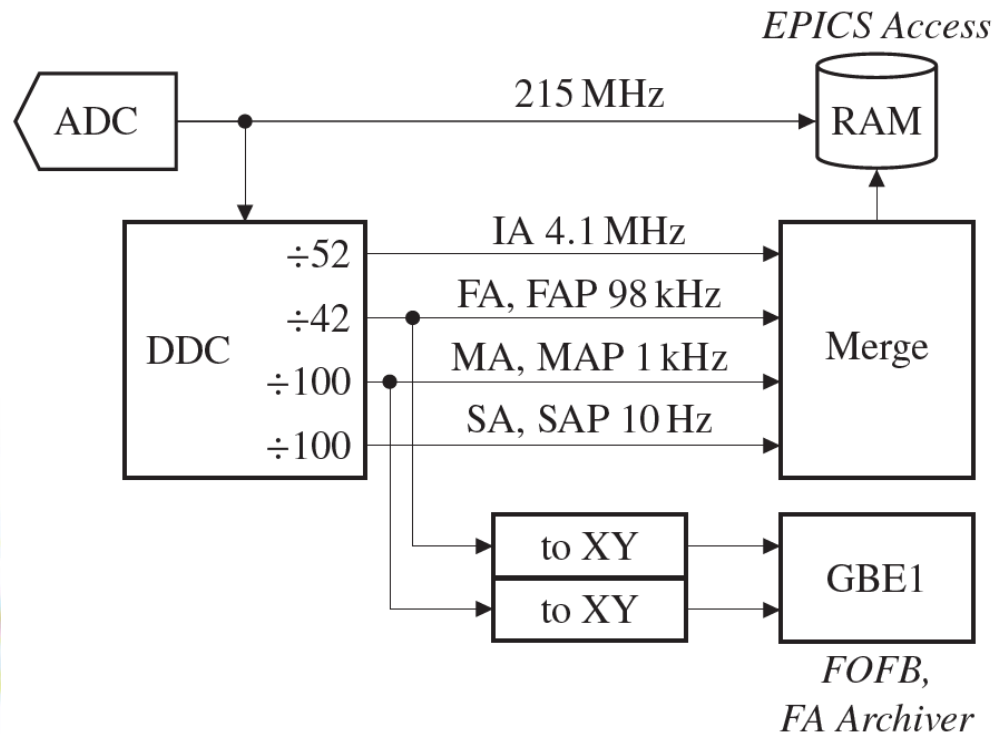 EPICS Access
ADC
215 MHz
RAM
DDC
÷52
÷42
÷100
÷100
IA 4.1 MHz
FA, FAP 98 kHz
MA, MAP 1 kHz
SA, SAP 10 Hz
Merge
to XY
to XY
GBE1
FOFB,
FA Archiver